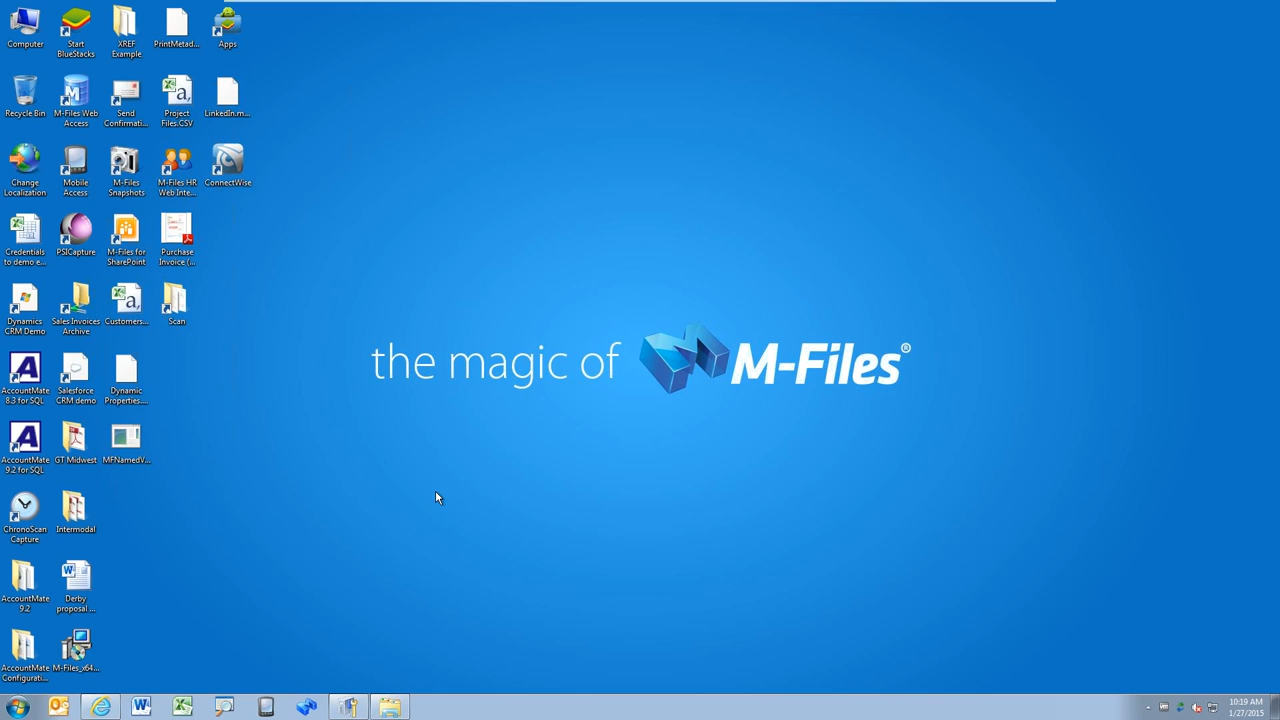 Computer
Start
BlueStacks
XREF
Example
PrintMetad...
Apps
Recycle Bin
M-Files Web
Access
Send
Confirmati...
Project
Files.CSV
LinkedIn.m...
Change
Localization
Mobile
Access
M-Files
Snapshots
M-Files HR
Web Inte...
ConnectWise
Credentials
to demo e...
PSICapture
M-Files for
SharePoint
Purchase
Invoice (...
Dynamics
CRM Demo
Sales Invoices
Archive
Customers...
Scan
the magic of M-Files®
AccountMate
8.3 for SQL
Salesforce
CRM demo
Dynamic
Properties....
AccountMate
9.2 for SQL
GT Midwest
MFNamedV...
ChronoScan
Capture
Intermodal
AccountMate
9.2
Derby
proposal ...
AccountMate
Configurati...
M-Files_x64...
10:19 AM
1/27/2015